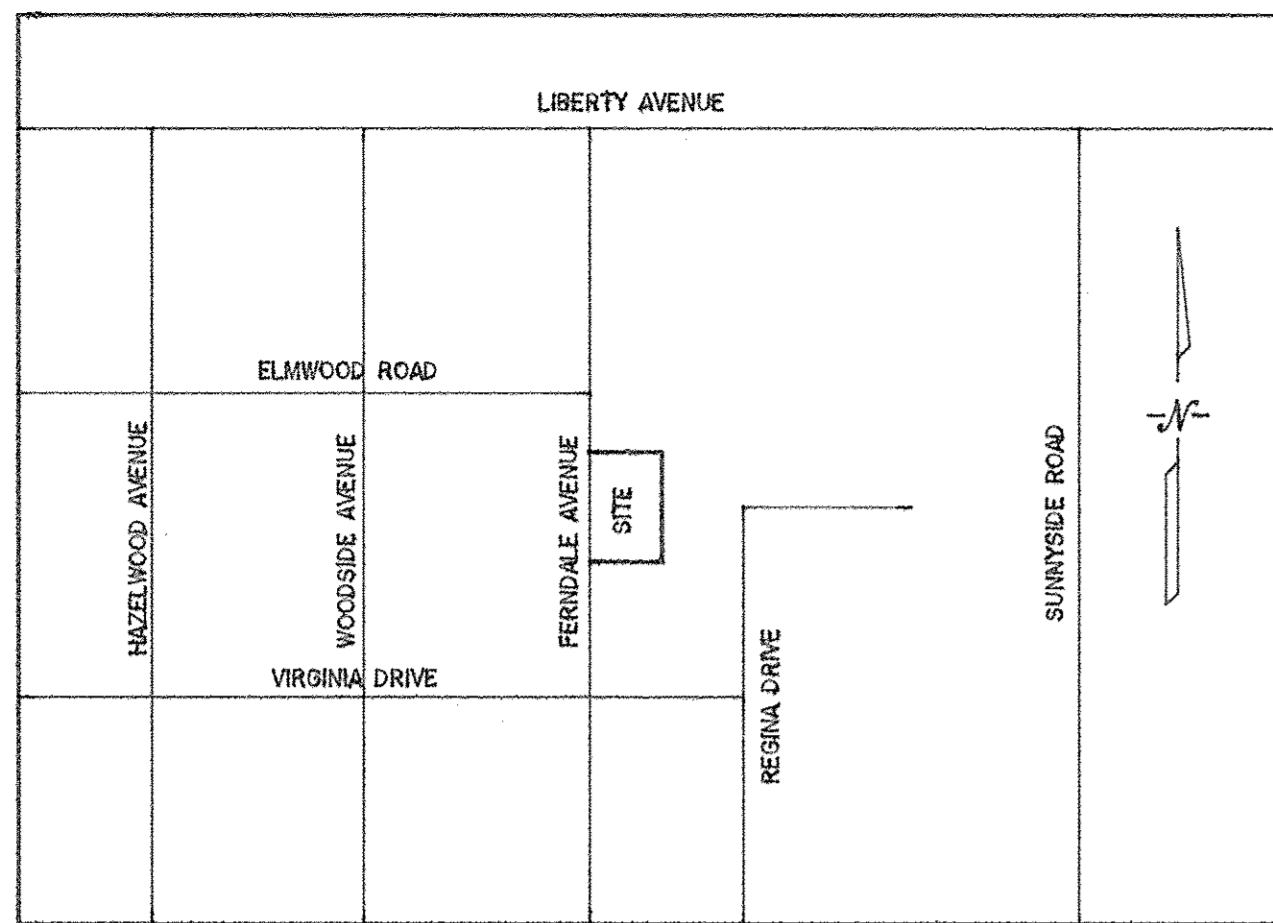 LIBERTY AVENUE
ELMWOOD ROAD
HAZELWOOD AVENUE
WOODSIDE AVENUE
FERNDALE AVENUE
SITE
SUNNYSIDE ROAD
-N-
VIRGINIA DRIVE
REGINA DRIVE